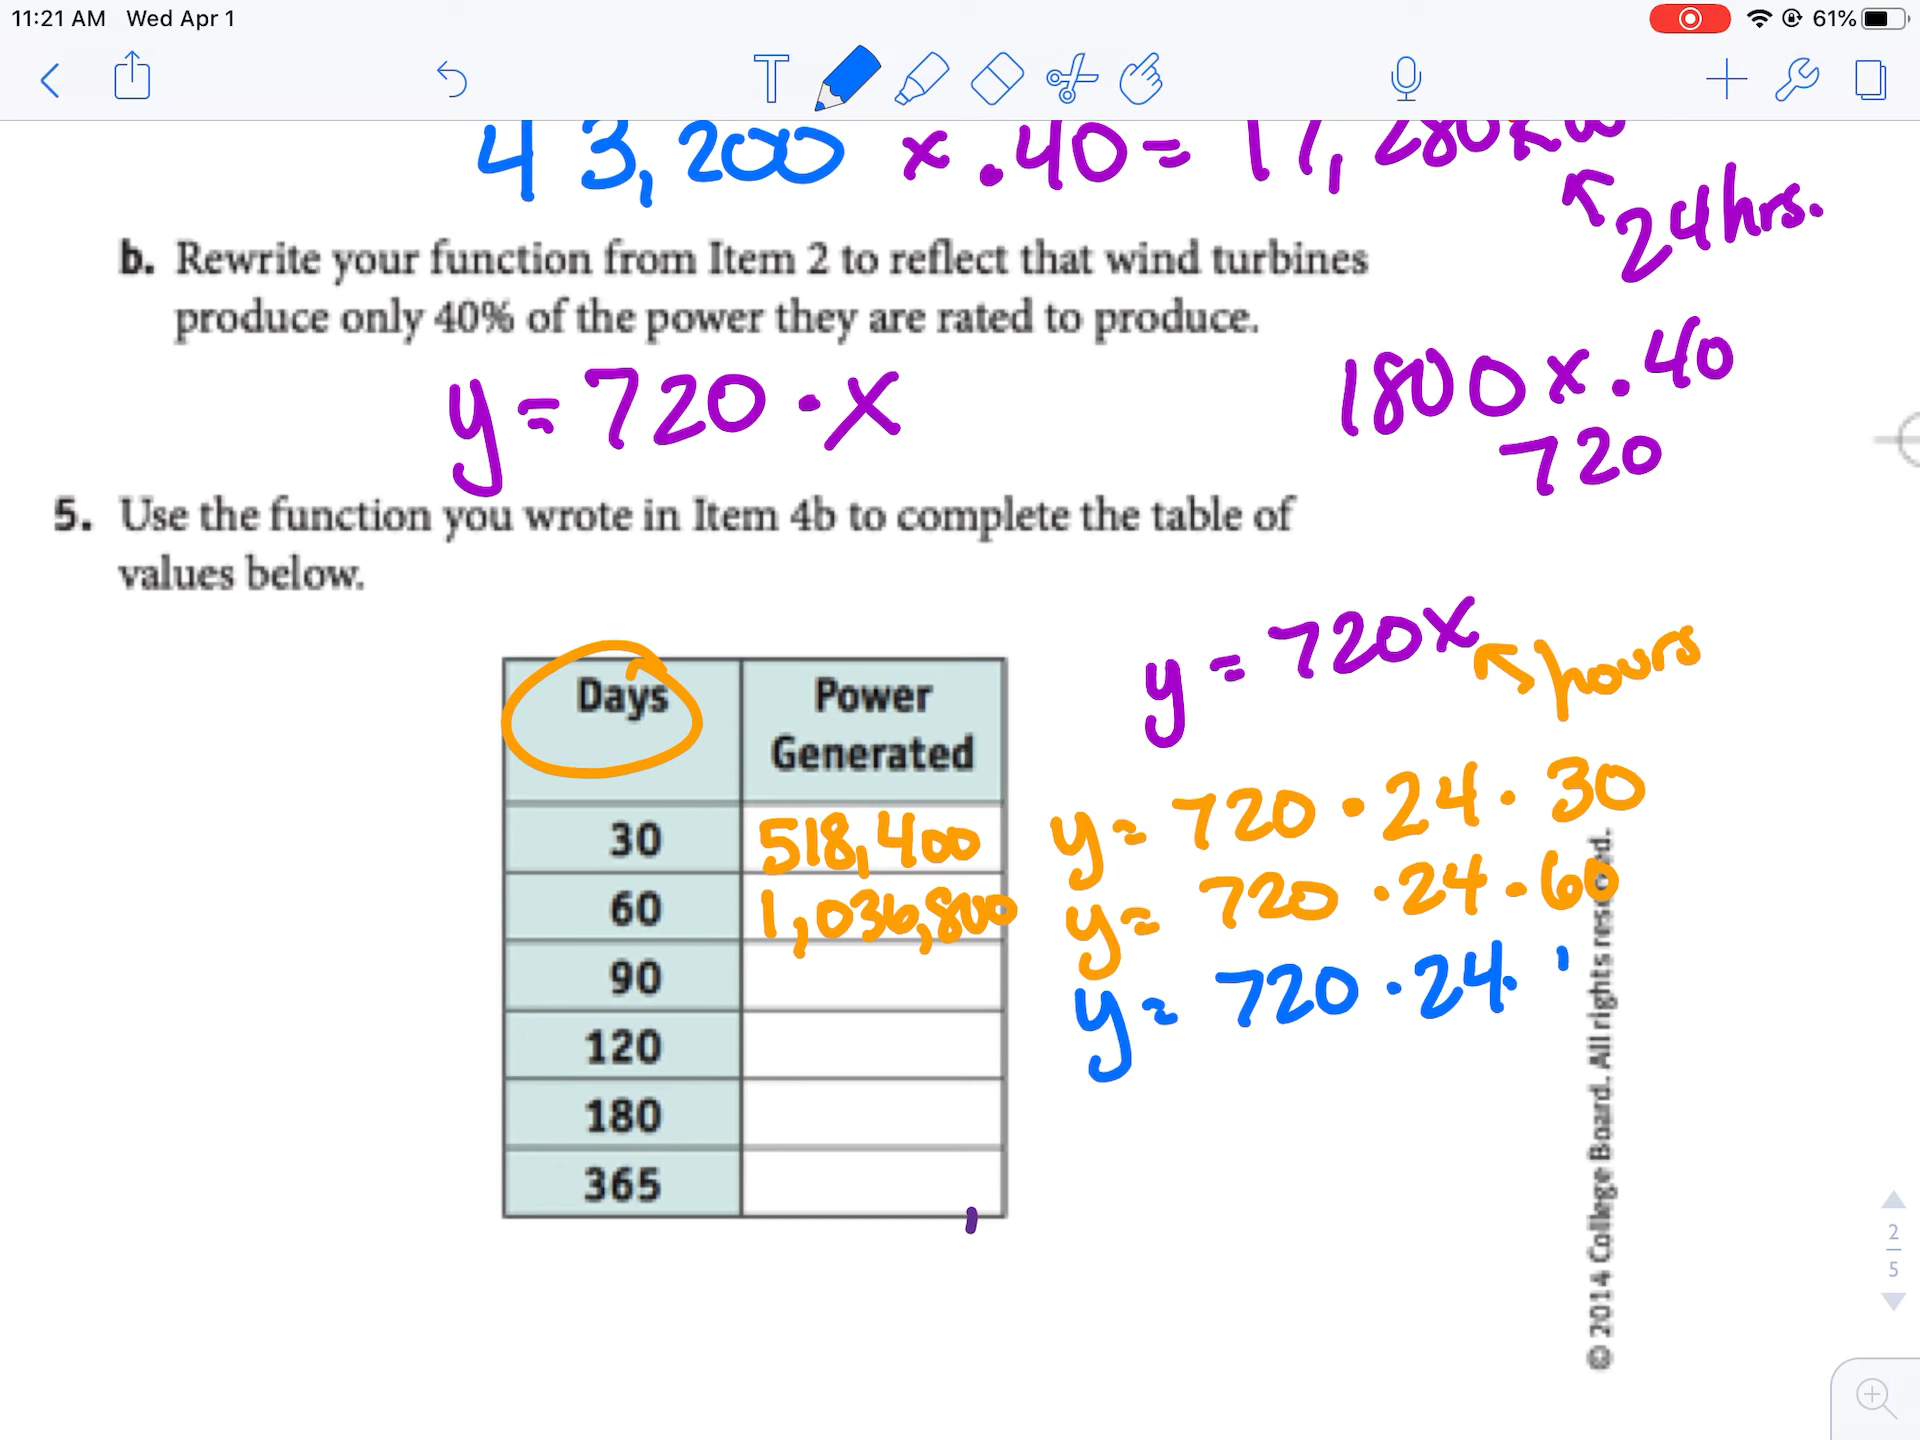 11:21 AM Wed Apr 1
61%
43,200 x .40 = 17,280 kw
24hrs.
b. Rewrite your function from Item 2 to reflect that wind turbines
produce only 40% of the power they are rated to produce.
1800 x .40
720
y = 720 · x
5. Use the function you wrote in Item 4b to complete the table of
values below.
y = 720x
hours
Days Power
Generated
30 518,400
y = 720 · 24 · 30
60 1,036,800
y = 720 · 24 · 60
90
y = 720 · 24 ·
120
180
365
© 2014 College Board. All rights reserved.
2
5